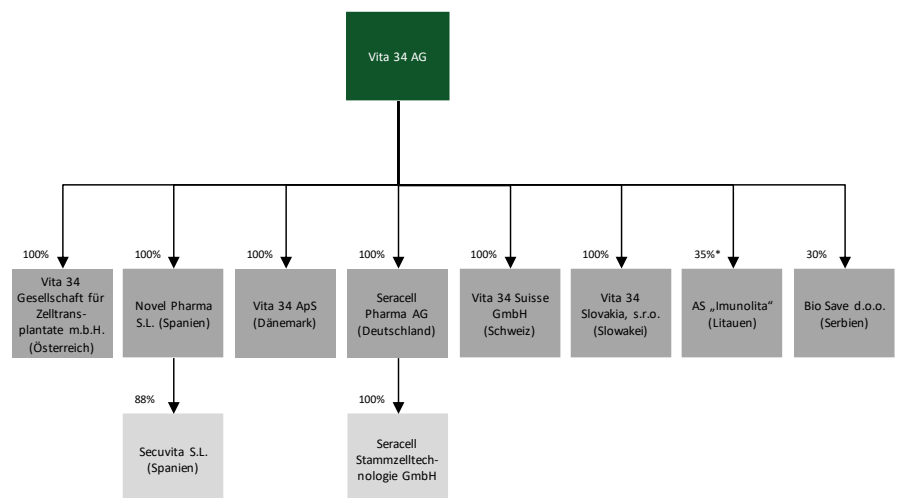 Vita 34 AG
100%
100%
100%
100%
100%
100%
35%*
30%
Vita 34
Gesellschaft für
Zelltrans-
plantate m.b.H.
(Österreich)
Novel Pharma
S.L. (Spanien)
Vita 34 ApS
(Dänemark)
Seracell
Pharma AG
(Deutschland)
Vita 34 Suisse
GmbH
(Schweiz)
Vita 34
Slovakia, s.r.o.
(Slowakei)
AS „Imunolita“
(Litauen)
Bio Save d.o.o.
(Serbien)
88%
100%
Secuvita S.L.
(Spanien)
Seracell
Stammzelltech-
nologie GmbH